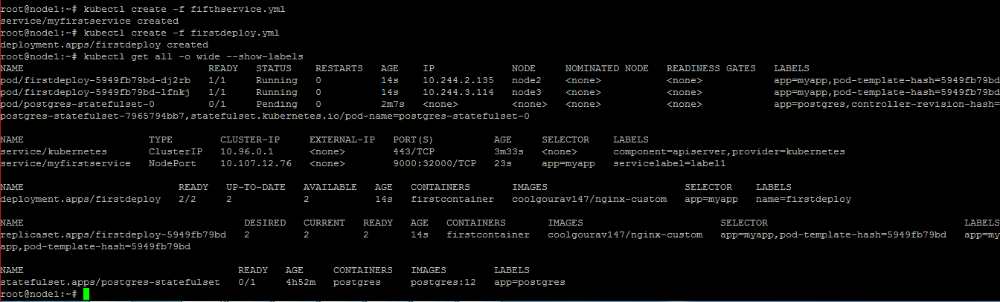 root@node1:~# kubectl create -f fifthservice.yml
service/myfirstservice created
root@node1:~# kubectl create -f firstdeploy.yml
deployment.apps/firstdeploy created
root@node1:~# kubectl get all -o wide --show-labels
NAME READY STATUS RESTARTS AGE IP NODE NOMINATED NODE READINESS GATES LABELS
pod/firstdeploy-5949fb79bd-dj2rb 1/1 Running 0 14s 10.244.2.135 node2 <none> <none> app=myapp,pod-template-hash=5949fb79bd
pod/firstdeploy-5949fb79bd-lfnkj 1/1 Running 0 14s 10.244.3.114 node3 <none> <none> app=myapp,pod-template-hash=5949fb79bd
pod/postgres-statefulset-0 0/1 Pending 0 2m7s <none> <none> <none> <none> app=postgres,controller-revision-hash=
postgres-statefulset-7965794bb7,statefulset.kubernetes.io/pod-name=postgres-statefulset-0
NAME TYPE CLUSTER-IP EXTERNAL-IP PORT(S) AGE SELECTOR LABELS
service/kubernetes ClusterIP 10.96.0.1 <none> 443/TCP 3m33s <none> component=apiserver,provider=kubernetes
service/myfirstservice NodePort 10.107.12.76 <none> 9000:32000/TCP 23s app=myapp servicelabel=label1
NAME READY UP-TO-DATE AVAILABLE AGE CONTAINERS IMAGES SELECTOR LABELS
deployment.apps/firstdeploy 2/2 2 2 14s firstcontainer coolgourav147/nginx-custom app=myapp name=firstdeploy
NAME DESIRED CURRENT READY AGE CONTAINERS IMAGES SELECTOR LABELS
replicaset.apps/firstdeploy-5949fb79bd 2 2 2 14s firstcontainer coolgourav147/nginx-custom app=myapp,pod-template-hash=5949fb79bd app=my
app,pod-template-hash=5949fb79bd
NAME READY AGE CONTAINERS IMAGES LABELS
statefulset.apps/postgres-statefulset 0/1 4h52m postgres postgres:12 app=postgres
root@node1:~#